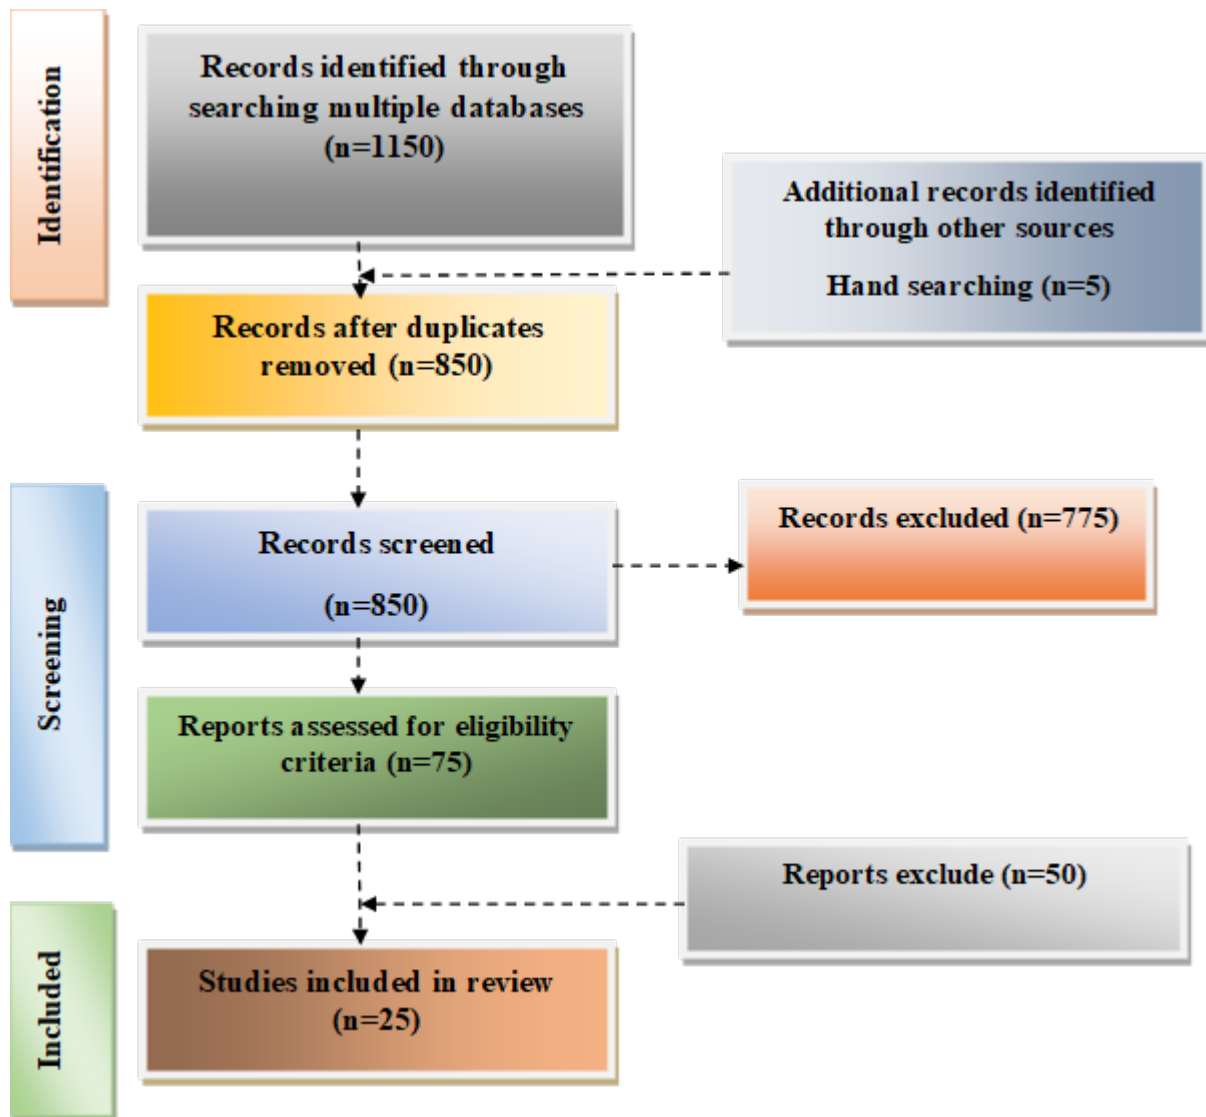 Identification
Records identified through
searching multiple databases
(n=1150)
Additional records identified
through other sources
Hand searching (n=5)
Records after duplicates
removed (n=850)
Screening
Records screened
(n=850)
Records excluded (n=775)
Reports assessed for eligibility
criteria (n=75)
Reports exclude (n=50)
Included
Studies included in review
(n=25)